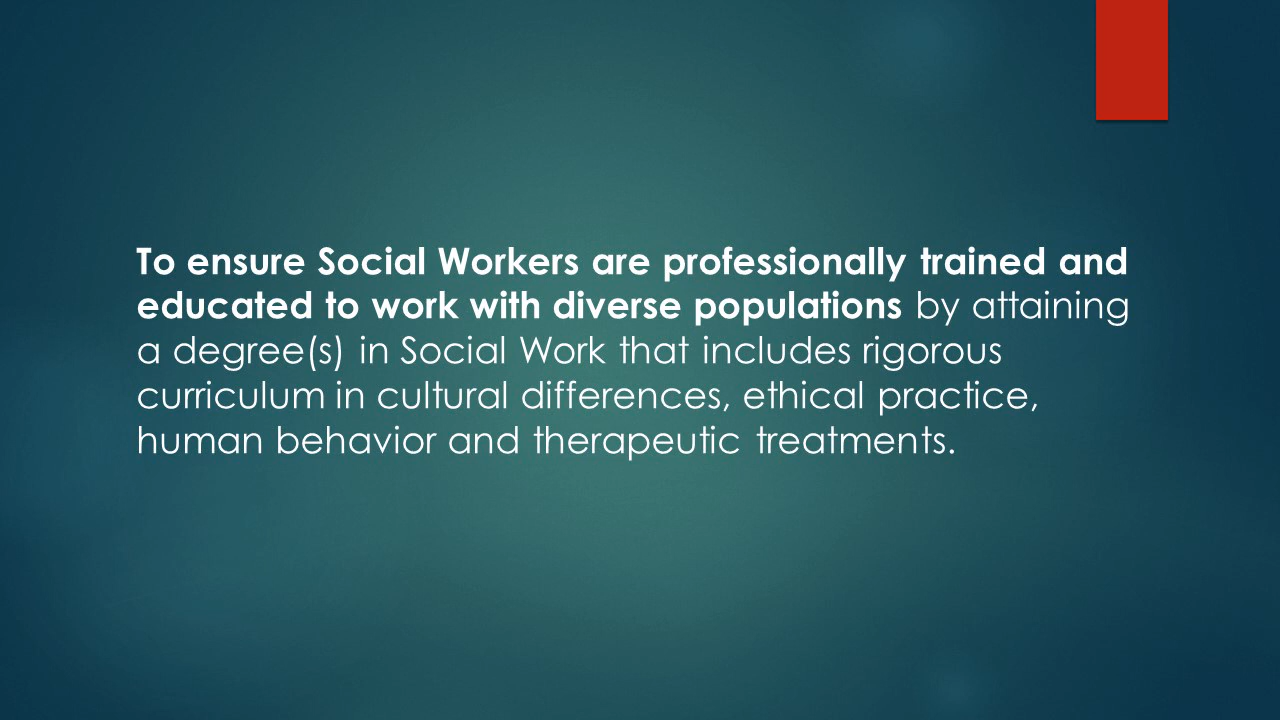 To ensure Social Workers are professionally trained and
educated to work with diverse populations by attaining
a degree(s) in Social Work that includes rigorous
curriculum in cultural differences, ethical practice,
human behavior and therapeutic treatments.